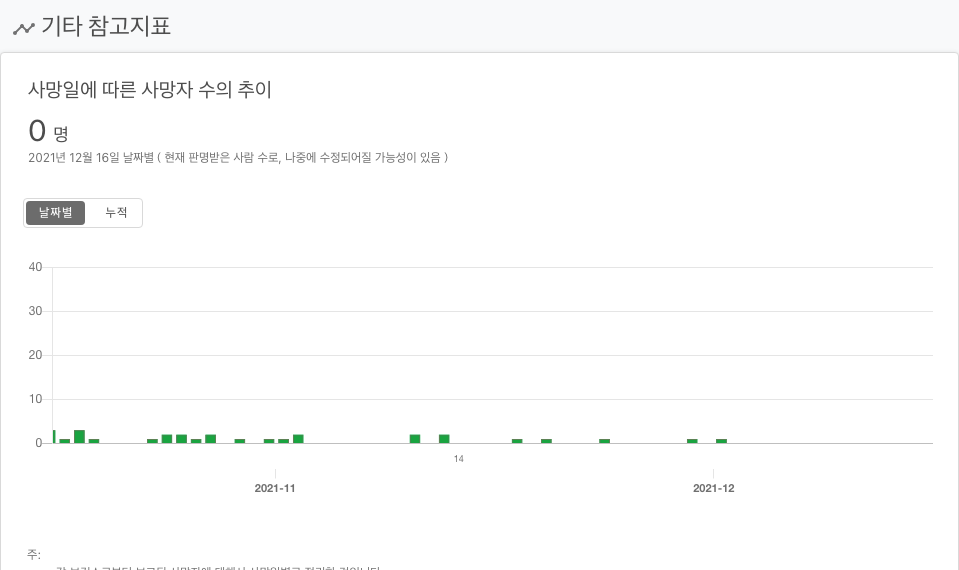 기타 참고지표
사망일에 따른 사망자 수의 추이
0 명
2021년 12월 16일 날짜별 ( 현재 판명받은 사람 수로, 나중에 수정되어질 가능성이 있음 )
날짜별 누적
40
30
20
10
0
14
2021-11 2021-12
주: